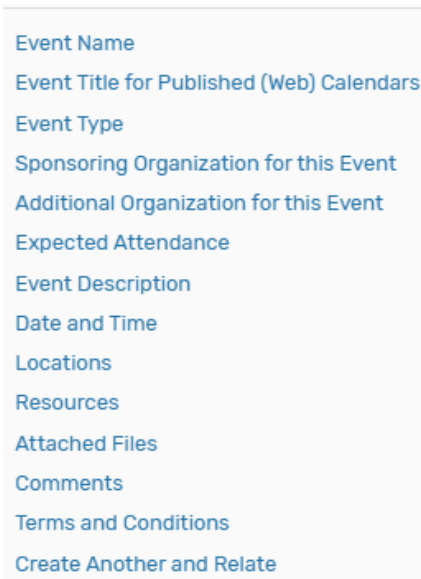 Event Name
Event Title for Published (Web) Calendars
Event Type
Sponsoring Organization for this Event
Additional Organization for this Event
Expected Attendance
Event Description
Date and Time
Locations
Resources
Attached Files
Comments
Terms and Conditions
Create Another and Relate